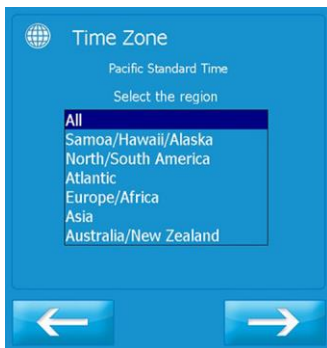 Time Zone
Pacific Standard Time
Select the region
All
Samoa/Hawaii/Alaska
North/South America
Atlantic
Europe/Africa
Asia
Australia/New Zealand